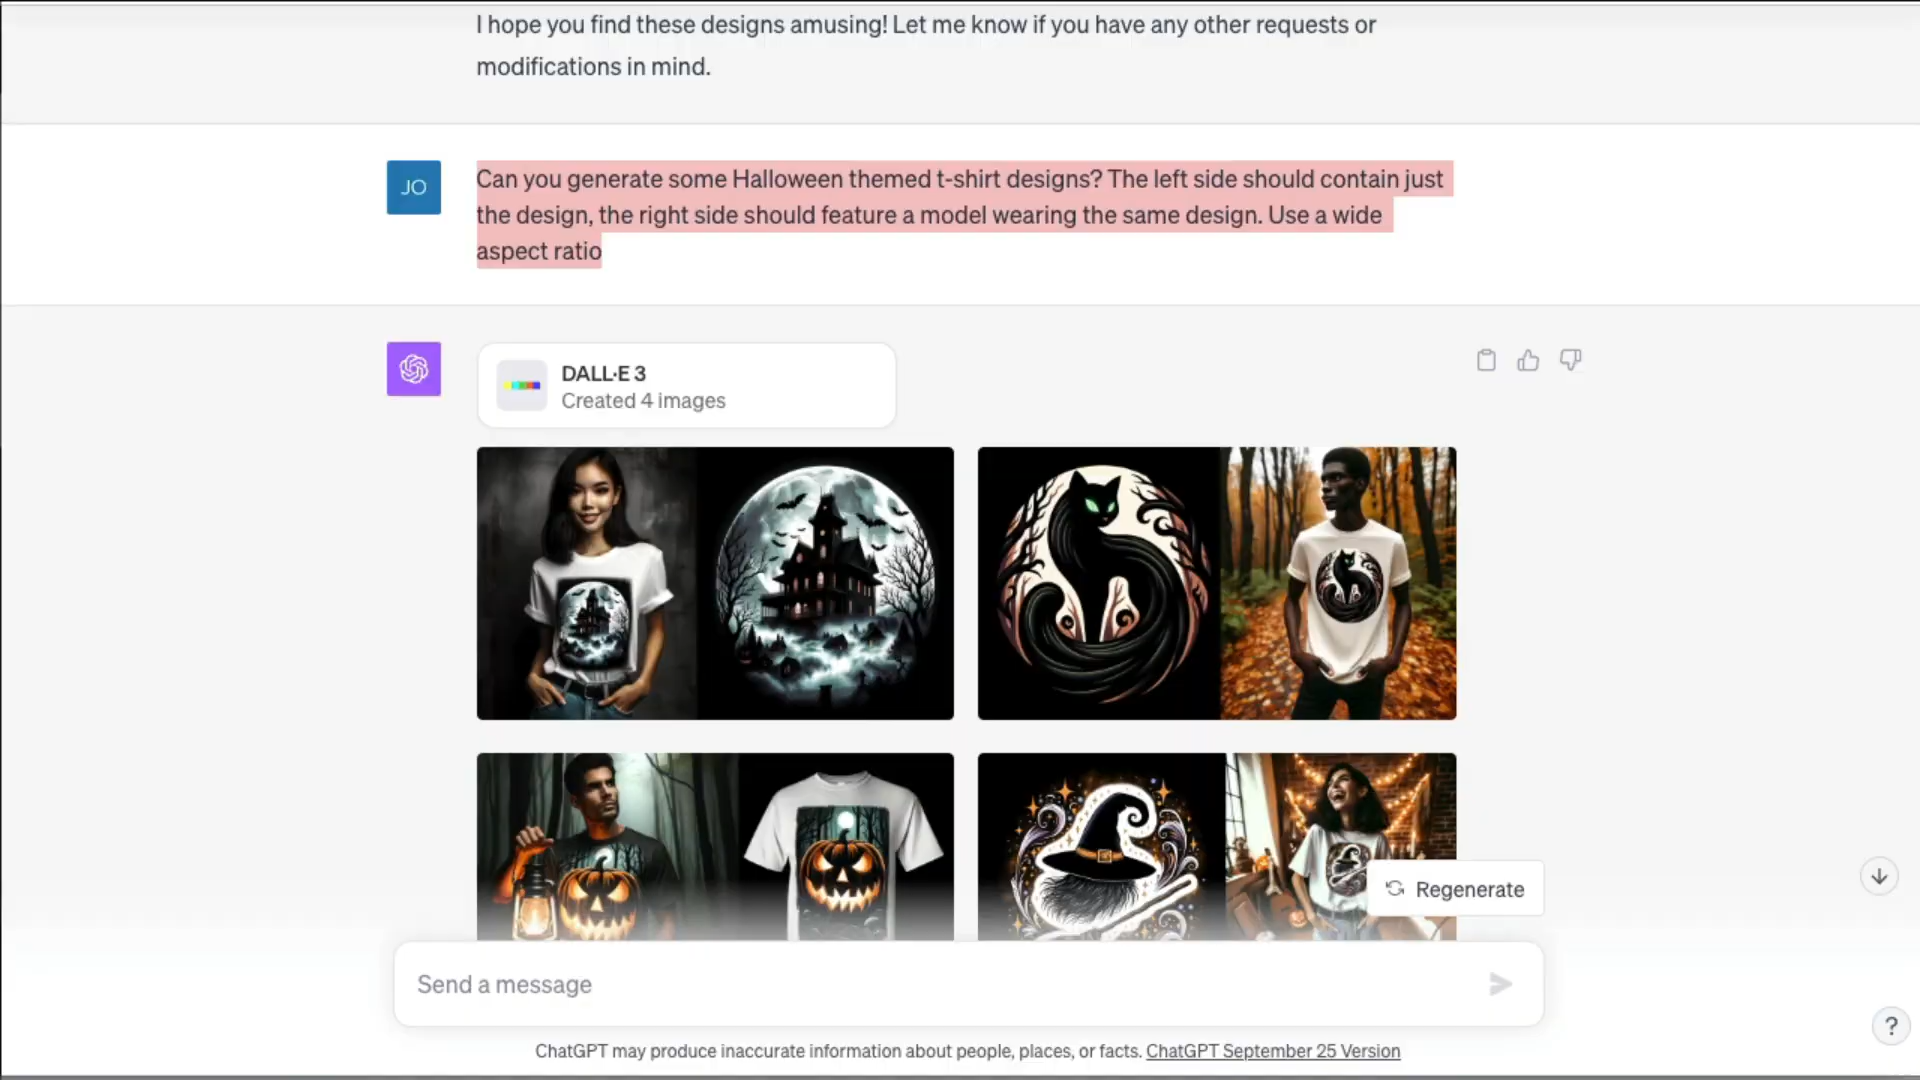 I hope you find these designs amusing! Let me know if you have any other requests or
modifications in mind.
JO
Can you generate some Halloween themed t-shirt designs? The left side should contain just
the design, the right side should feature a model wearing the same design. Use a wide
aspect ratio
DALL·E 3
Created 4 images
Regenerate
Send a message
?
ChatGPT may produce inaccurate information about people, places, or facts. ChatGPT September 25 Version